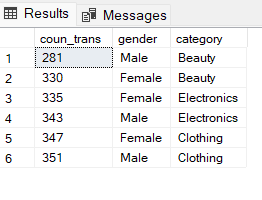 Results Messages
coun_trans gender category
1 281 Male Beauty
2 330 Female Beauty
3 335 Female Electronics
4 343 Male Electronics
5 347 Female Clothing
6 351 Male Clothing